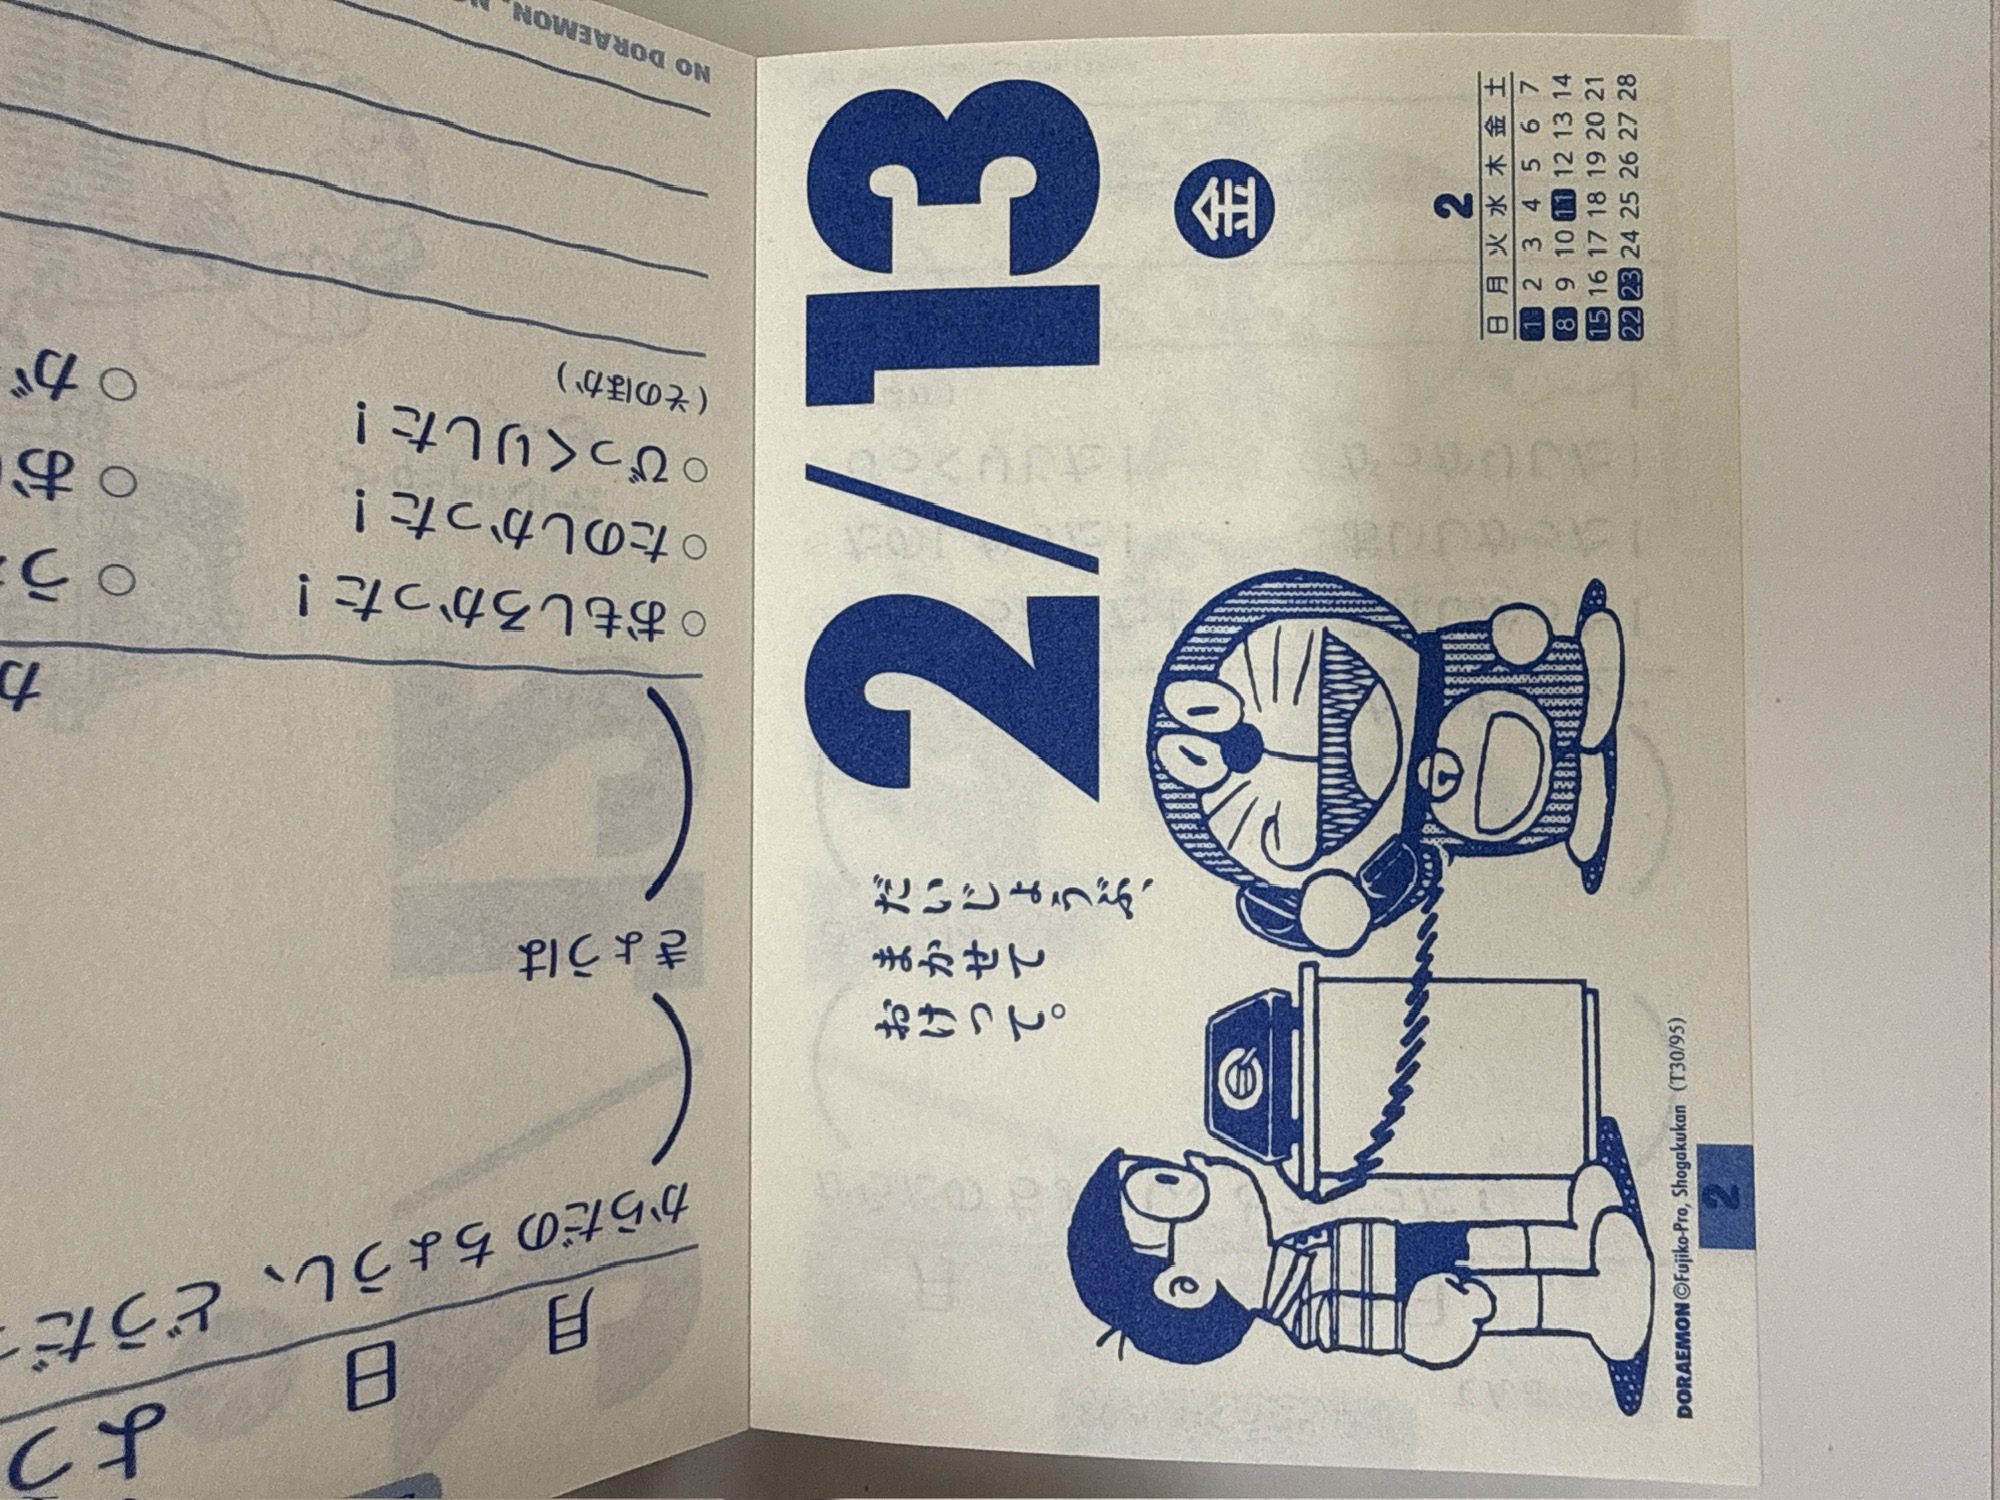 2/13
金
2
日 月 火 水 木 金 土
1 2 3 4 5 6 7
8 9 10 11 12 13 14
15 16 17 18 19 20 21
22 23 24 25 26 27 28
だいじょうぶ、
まかせて
おけって。
DORAEMON©Fujiko-Pro, Shogakukan (T30/95)
2
月 日
からだの ちょうし、どうだ
きょうは
おもしろかった!
たのしかった!
びっくりした!
(そのほか)
NO DORAEMON, NO